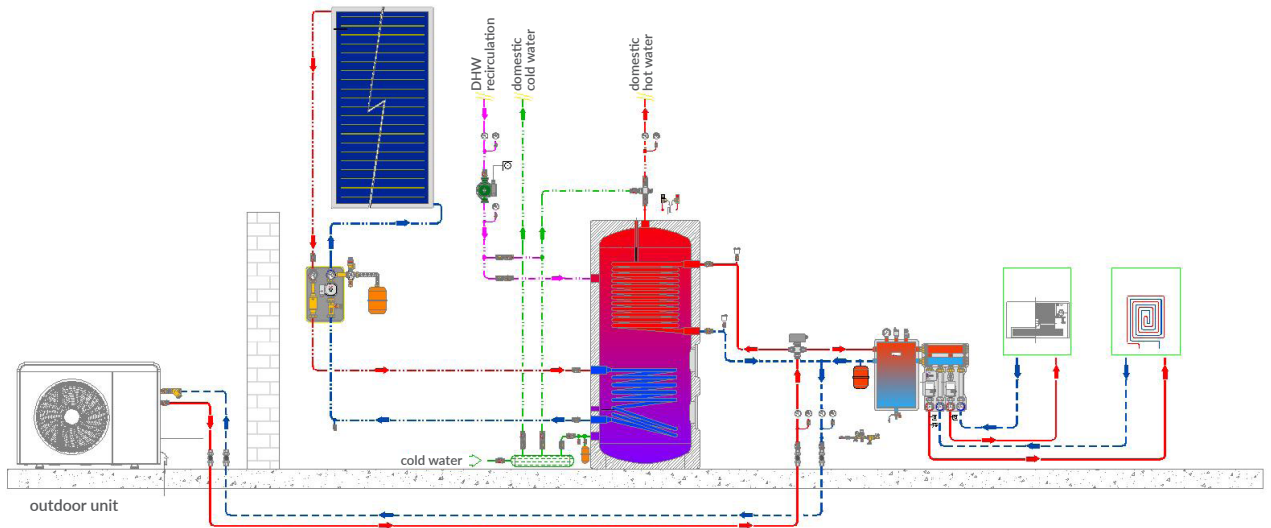 DHW
recirculation
domestic
cold water
domestic
hot water
cold water
outdoor unit